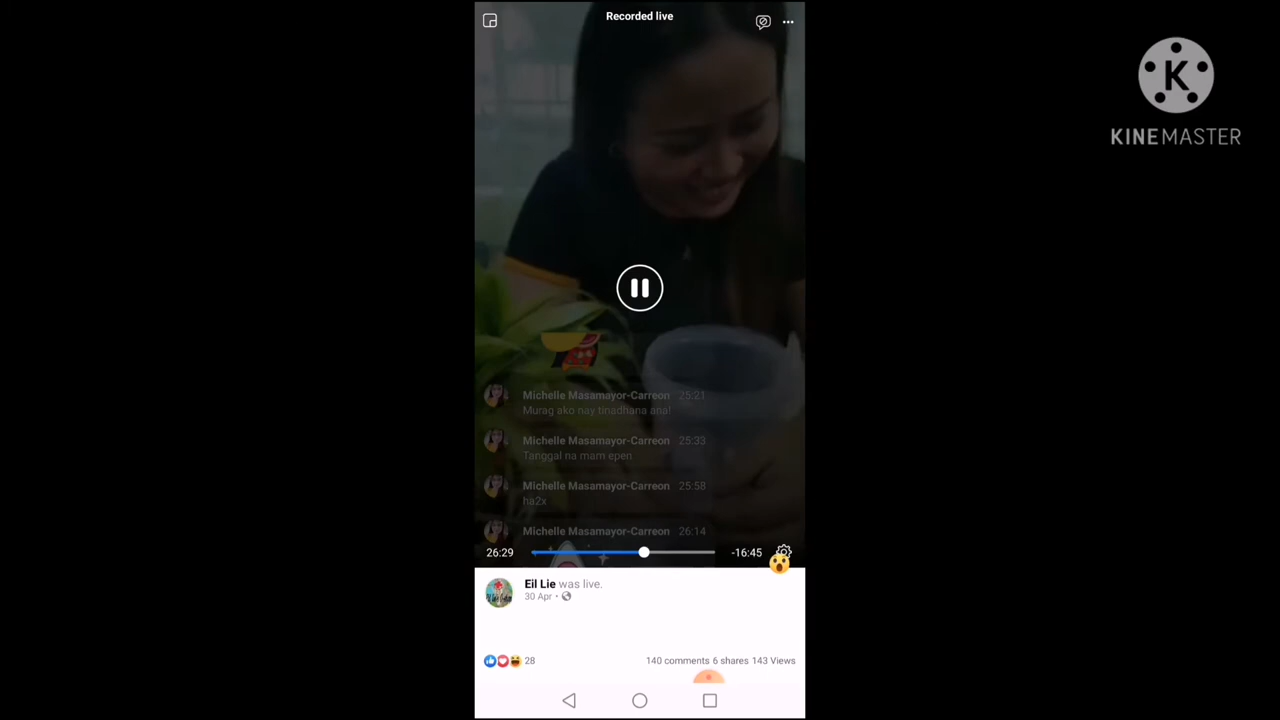 Recorded live
K
KINEMASTER
Michelle Masamayor-Carreon 25:21
Murag ako nay tinadhana ana!
Michelle Masamayor-Carreon 25:33
Tanggal na mam epen
Michelle Masamayor-Carreon 25:58
ha2x
Michelle Masamayor-Carreon 26:14
26:29
-16:45
Eil Lie was live.
30 Apr •
28
140 comments 6 shares 143 Views